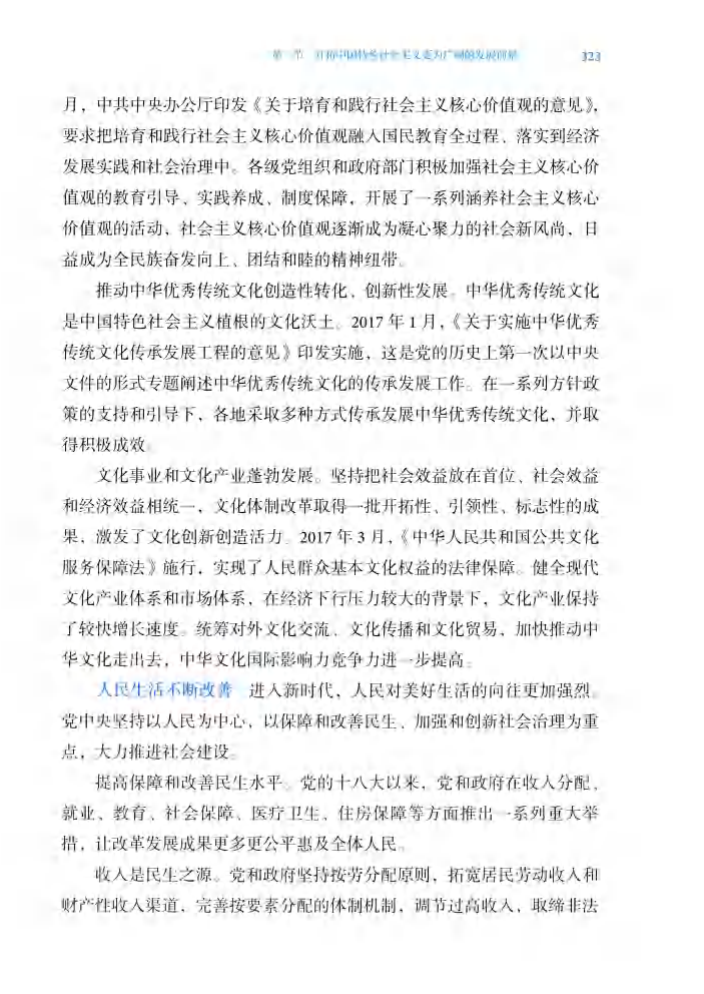 第二节 开拓中国特色社会主义更为广阔的发展前景 323
月，中共中央办公厅印发《关于培育和践行社会主义核心价值观的意见》，
要求把培育和践行社会主义核心价值观融入国民教育全过程、落实到经济
发展实践和社会治理中。各级党组织和政府部门积极加强社会主义核心价
值观的教育引导、实践养成、制度保障，开展了一系列涵养社会主义核心
价值观的活动，社会主义核心价值观逐渐成为凝心聚力的社会新风尚，日
益成为全民族奋发向上、团结和睦的精神纽带。
推动中华优秀传统文化创造性转化、创新性发展。中华优秀传统文化
是中国特色社会主义植根的文化沃土。2017 年 1 月，《关于实施中华优秀
传统文化传承发展工程的意见》印发实施，这是党的历史上第一次以中央
文件的形式专题阐述中华优秀传统文化的传承发展工作。在一系列方针政
策的支持和引导下，各地采取多种方式传承发展中华优秀传统文化，并取
得积极成效。
文化事业和文化产业蓬勃发展。坚持把社会效益放在首位、社会效益
和经济效益相统一，文化体制改革取得一批开拓性、引领性、标志性的成
果，激发了文化创新创造活力。2017 年 3 月，《中华人民共和国公共文化
服务保障法》施行，实现了人民群众基本文化权益的法律保障。健全现代
文化产业体系和市场体系，在经济下行压力较大的背景下，文化产业保持
了较快增长速度。统筹对外文化交流、文化传播和文化贸易，加快推动中
华文化走出去，中华文化国际影响力竞争力进一步提高。
人民生活不断改善 进入新时代，人民对美好生活的向往更加强烈。
党中央坚持以人民为中心，以保障和改善民生、加强和创新社会治理为重
点，大力推进社会建设。
提高保障和改善民生水平。党的十八大以来，党和政府在收入分配、
就业、教育、社会保障、医疗卫生、住房保障等方面推出一系列重大举
措，让改革发展成果更多更公平惠及全体人民。
收入是民生之源。党和政府坚持按劳分配原则，拓宽居民劳动收入和
财产性收入渠道，完善按要素分配的体制机制，调节过高收入，取缔非法